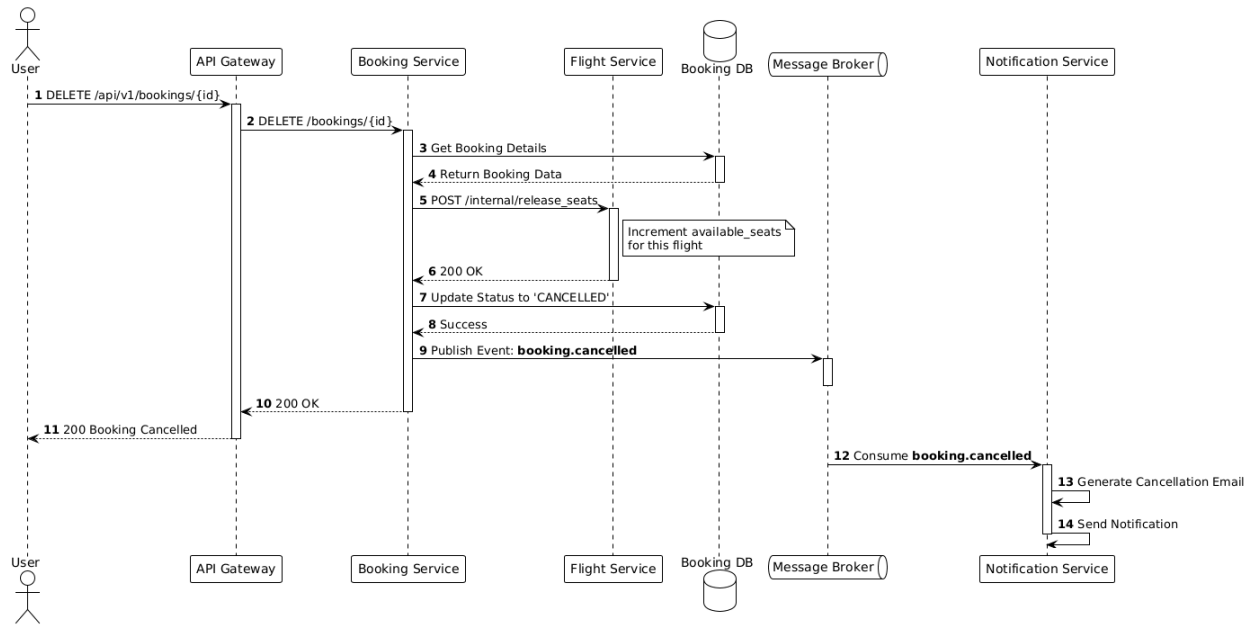 User
API Gateway
Booking Service
Flight Service
Booking DB
Message Broker
Notification Service
1 DELETE /api/v1/bookings/{id}
2 DELETE /bookings/{id}
3 Get Booking Details
4 Return Booking Data
5 POST /internal/release_seats
Increment available_seats
for this flight
6 200 OK
7 Update Status to 'CANCELLED'
8 Success
9 Publish Event: booking.cancelled
10 200 OK
11 200 Booking Cancelled
12 Consume booking.cancelled
13 Generate Cancellation Email
14 Send Notification
User
API Gateway
Booking Service
Flight Service
Booking DB
Message Broker
Notification Service